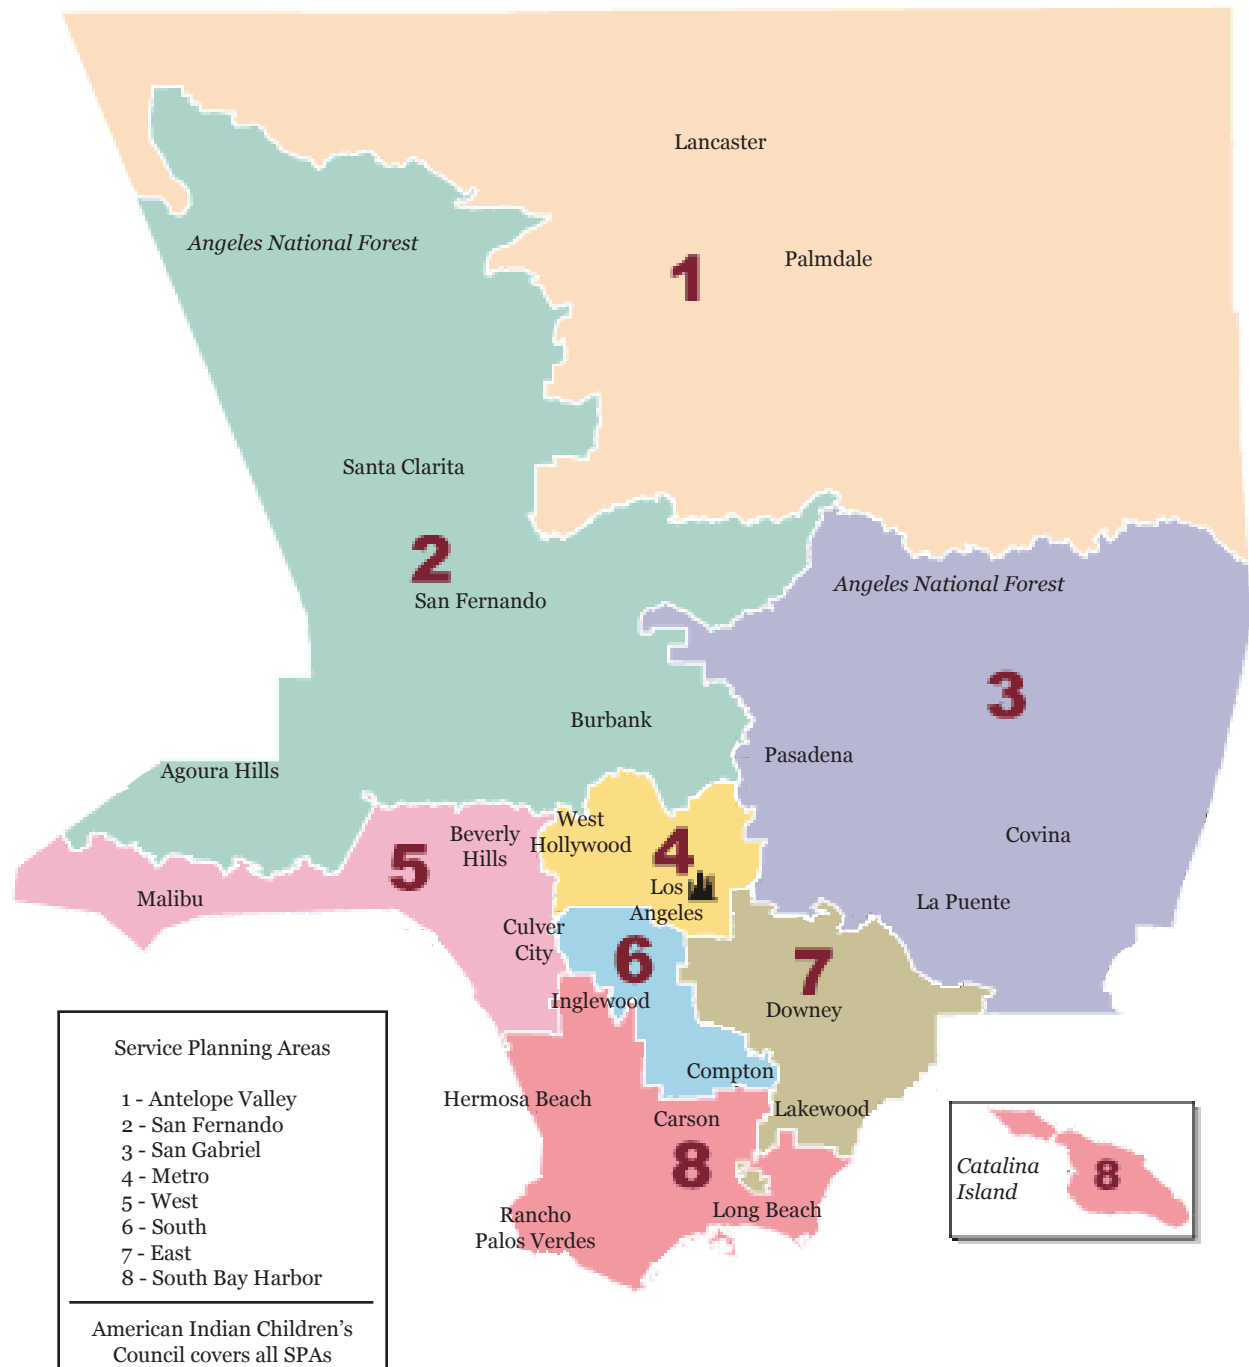 Lancaster
Angeles National Forest
Palmdale
1
Santa Clarita
2
San Fernando
Angeles National Forest
3
Burbank
Pasadena
Agoura Hills
West
Hollywood
Beverly
Hills
4
Covina
5
Malibu
Los
Angeles
La Puente
Culver
City
6
7
Inglewood
Downey
Compton
Hermosa Beach
Carson
Lakewood
8
Rancho
Palos Verdes
Long Beach
Catalina
Island
8
Service Planning Areas
1 - Antelope Valley
2 - San Fernando
3 - San Gabriel
4 - Metro
5 - West
6 - South
7 - East
8 - South Bay Harbor
American Indian Children's
Council covers all SPAs